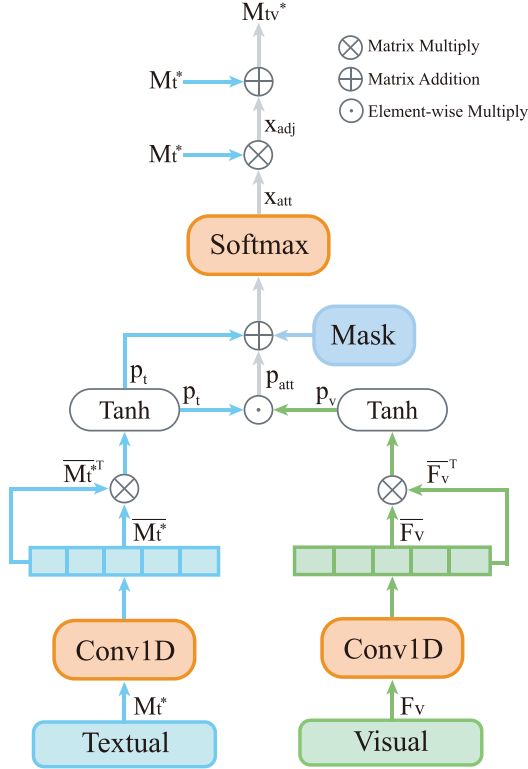 Mtv*
Matrix Multiply
Mt*
Matrix Addition
Element-wise Multiply
xadj
Mt*
xatt
Softmax
Mask
pt
pt
patt
pv
Tanh
Tanh
Mt*T
FvT
Mt*
Fv
Conv1D
Conv1D
Mt*
Fv
Textual
Visual